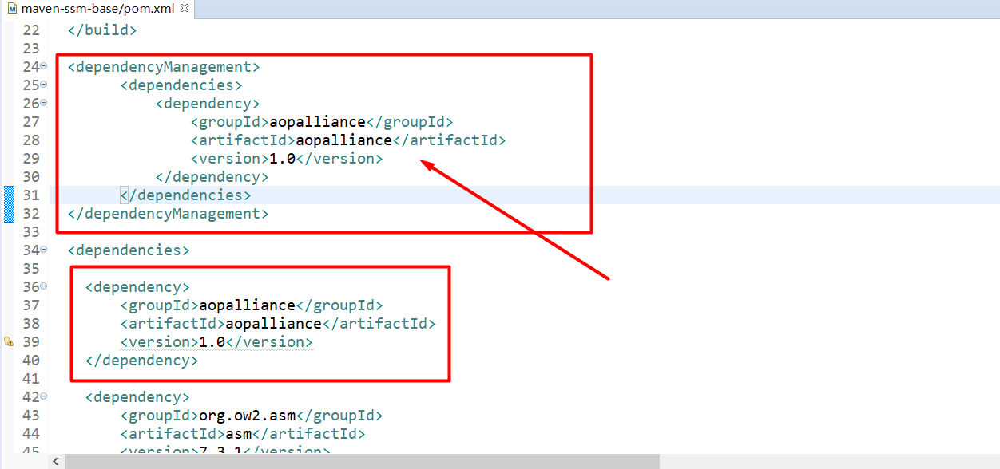 maven-ssm-base/pom.xml
22 </build>
23
24 <dependencyManagement>
25 <dependencies>
26 <dependency>
27 <groupId>aopalliance</groupId>
28 <artifactId>aopalliance</artifactId>
29 <version>1.0</version>
30 </dependency>
31 </dependencies>
32 </dependencyManagement>
33
34 <dependencies>
35
36 <dependency>
37 <groupId>aopalliance</groupId>
38 <artifactId>aopalliance</artifactId>
39 <version>1.0</version>
40 </dependency>
41
42 <dependency>
43 <groupId>org.ow2.asm</groupId>
44 <artifactId>asm</artifactId>
45 <version>7.3.1</version>